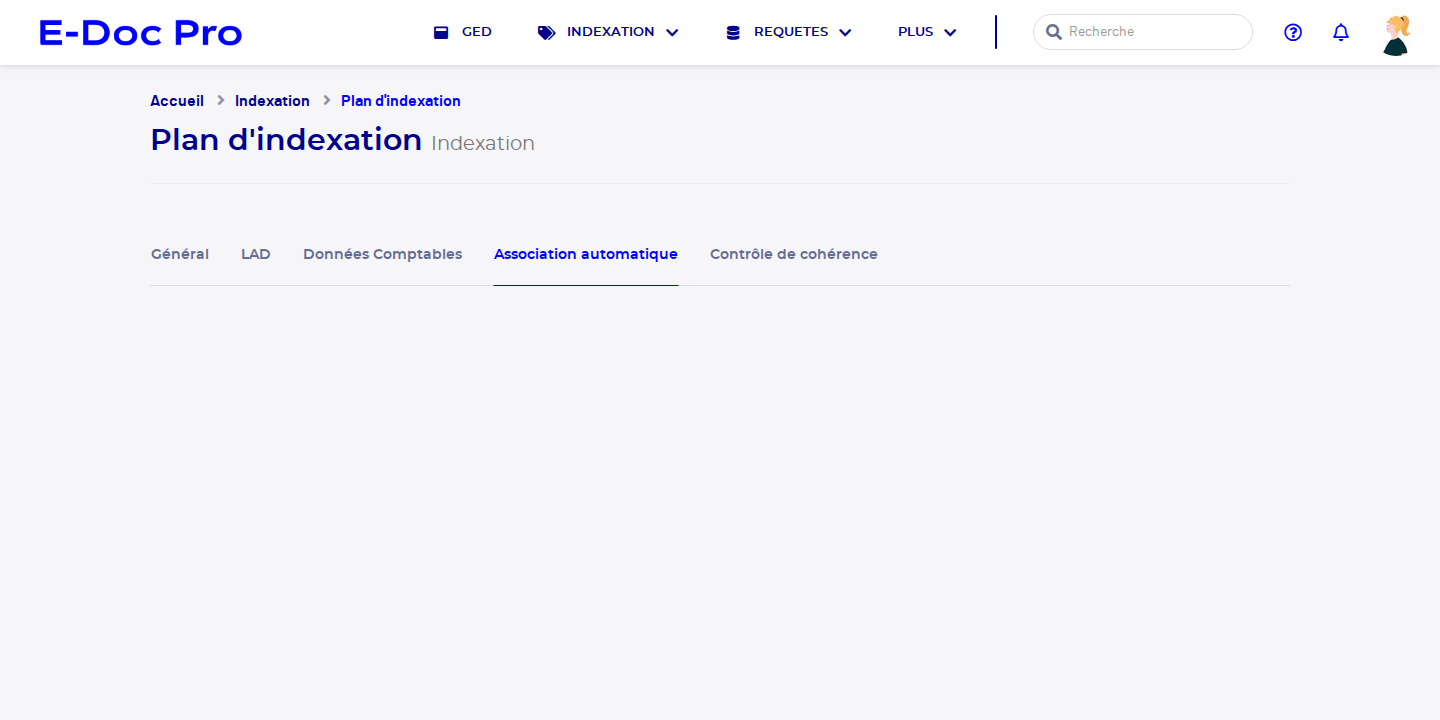 E-Doc Pro
GED
INDEXATION
REQUETES
PLUS
Recherche
Accueil > Indexation > Plan d'indexation
Plan d'indexation Indexation
Général LAD Données Comptables Association automatique Contrôle de cohérence